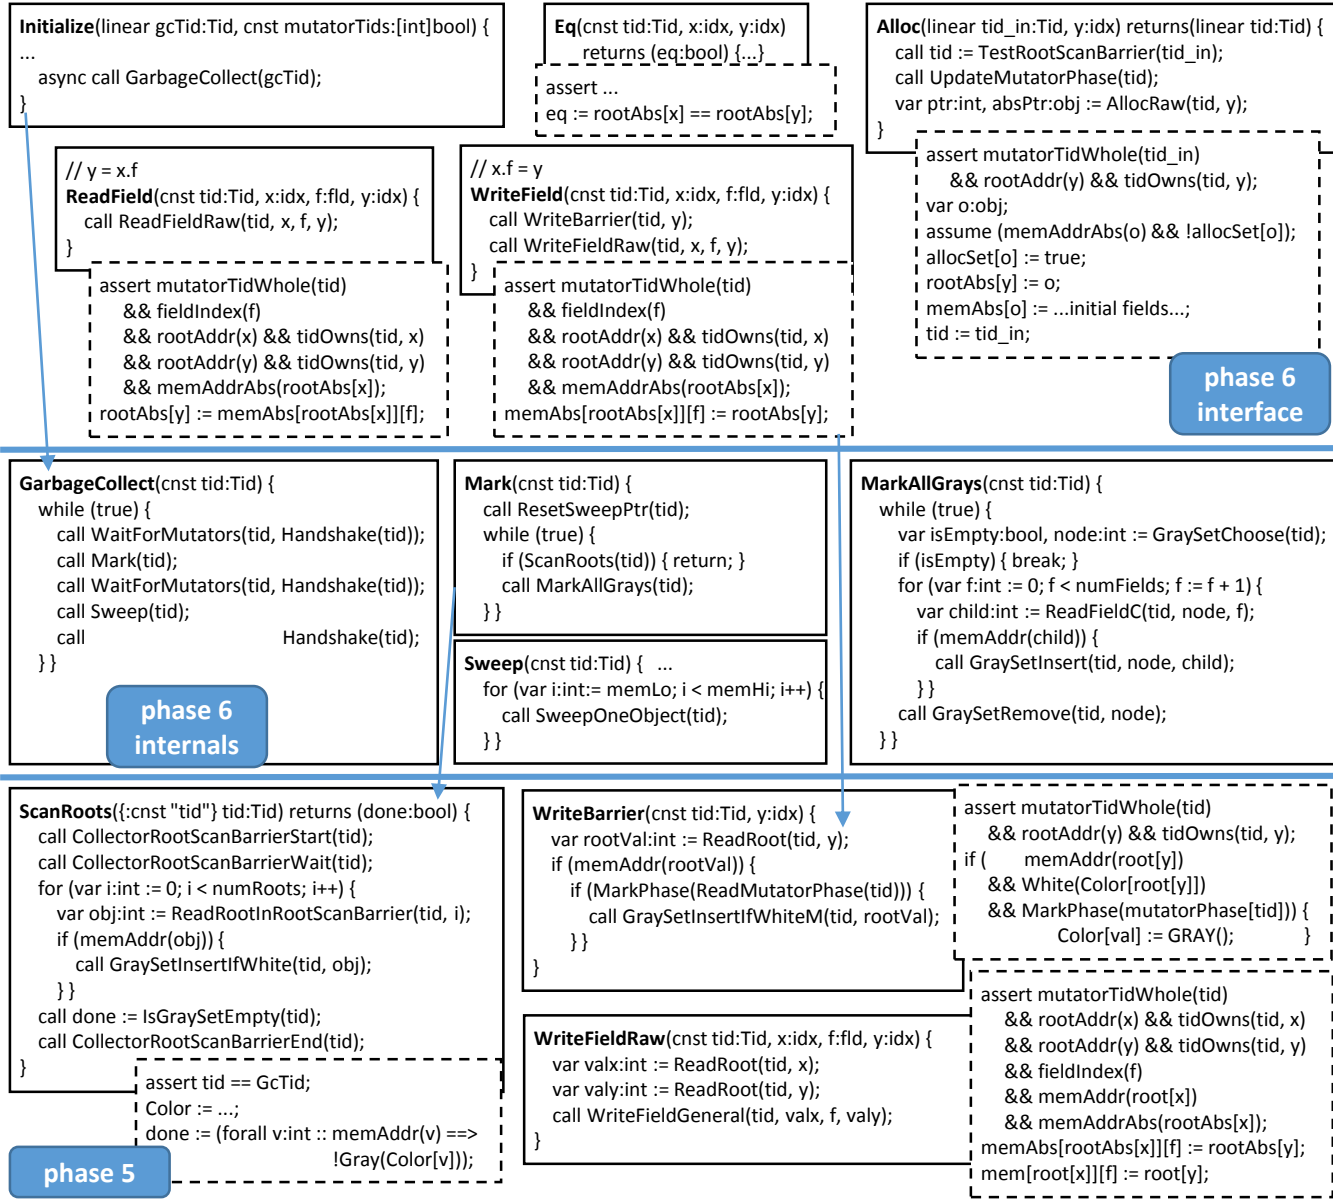 Initialize(linear gcTid:Tid, cnst mutatorTids:[int]bool) {
...
async call GarbageCollect(gcTid);
}
Eq(cnst tid:Tid, x:idx, y:idx)
returns (eq:bool) {...}
assert ...
eq := rootAbs[x] == rootAbs[y];
Alloc(linear tid_in:Tid, y:idx) returns(linear tid:Tid) {
call tid := TestRootScanBarrier(tid_in);
call UpdateMutatorPhase(tid);
var ptr:int, absPtr:obj := AllocRaw(tid, y);
}
assert mutatorTidWhole(tid_in)
&& rootAddr(y) && tidOwns(tid, y);
var o:obj;
assume (memAddrAbs(o) && !allocSet[o]);
allocSet[o] := true;
rootAbs[y] := o;
memAbs[o] := ...initial fields...;
tid := tid_in;
// y = x.f
ReadField(cnst tid:Tid, x:idx, f:fld, y:idx) {
call ReadFieldRaw(tid, x, f, y);
}
assert mutatorTidWhole(tid)
&& fieldIndex(f)
&& rootAddr(x) && tidOwns(tid, x)
&& rootAddr(y) && tidOwns(tid, y)
&& memAddrAbs(rootAbs[x]);
rootAbs[y] := memAbs[rootAbs[x]][f];
// x.f = y
WriteField(cnst tid:Tid, x:idx, f:fld, y:idx) {
call WriteBarrier(tid, y);
call WriteFieldRaw(tid, x, f, y);
}
assert mutatorTidWhole(tid)
&& fieldIndex(f)
&& rootAddr(x) && tidOwns(tid, x)
&& rootAddr(y) && tidOwns(tid, y)
&& memAddrAbs(rootAbs[x]);
memAbs[rootAbs[x]][f] := rootAbs[y];
phase 6
interface
GarbageCollect(cnst tid:Tid) {
while (true) {
call WaitForMutators(tid, Handshake(tid));
call Mark(tid);
call WaitForMutators(tid, Handshake(tid));
call Sweep(tid);
call Handshake(tid);
} }
phase 6
internals
Mark(cnst tid:Tid) {
call ResetSweepPtr(tid);
while (true) {
if (ScanRoots(tid)) { return; }
call MarkAllGrays(tid);
} }
Sweep(cnst tid:Tid) { ...
for (var i:int:= memLo; i < memHi; i++) {
call SweepOneObject(tid);
} }
MarkAllGrays(cnst tid:Tid) {
while (true) {
var isEmpty:bool, node:int := GraySetChoose(tid);
if (isEmpty) { break; }
for (var f:int := 0; f < numFields; f := f + 1) {
var child:int := ReadFieldC(tid, node, f);
if (memAddr(child)) {
call GraySetInsert(tid, node, child);
} }
call GraySetRemove(tid, node);
} }
ScanRoots({:cnst "tid"} tid:Tid) returns (done:bool) {
call CollectorRootScanBarrierStart(tid);
call CollectorRootScanBarrierWait(tid);
for (var i:int := 0; i < numRoots; i++) {
var obj:int := ReadRootInRootScanBarrier(tid, i);
if (memAddr(obj)) {
call GraySetInsertIfWhite(tid, obj);
} }
call done := IsGraySetEmpty(tid);
call CollectorRootScanBarrierEnd(tid);
}
assert tid == GcTid;
Color := ...;
done := (forall v:int :: memAddr(v) ==>
!Gray(Color[v]));
phase 5
WriteBarrier(cnst tid:Tid, y:idx) {
var rootVal:int := ReadRoot(tid, y);
if (memAddr(rootVal)) {
if (MarkPhase(ReadMutatorPhase(tid))) {
call GraySetInsertIfWhiteM(tid, rootVal);
} }
}
assert mutatorTidWhole(tid)
&& rootAddr(y) && tidOwns(tid, y);
if ( memAddr(root[y])
&& White(Color[root[y]])
&& MarkPhase(mutatorPhase[tid])) {
Color[val] := GRAY(); }
WriteFieldRaw(cnst tid:Tid, x:idx, f:fld, y:idx) {
var valx:int := ReadRoot(tid, x);
var valy:int := ReadRoot(tid, y);
call WriteFieldGeneral(tid, valx, f, valy);
}
assert mutatorTidWhole(tid)
&& rootAddr(x) && tidOwns(tid, x)
&& rootAddr(y) && tidOwns(tid, y)
&& fieldIndex(f)
&& memAddr(root[x])
&& memAddrAbs(rootAbs[x]);
memAbs[rootAbs[x]][f] := rootAbs[y];
mem[root[x]][f] := root[y];